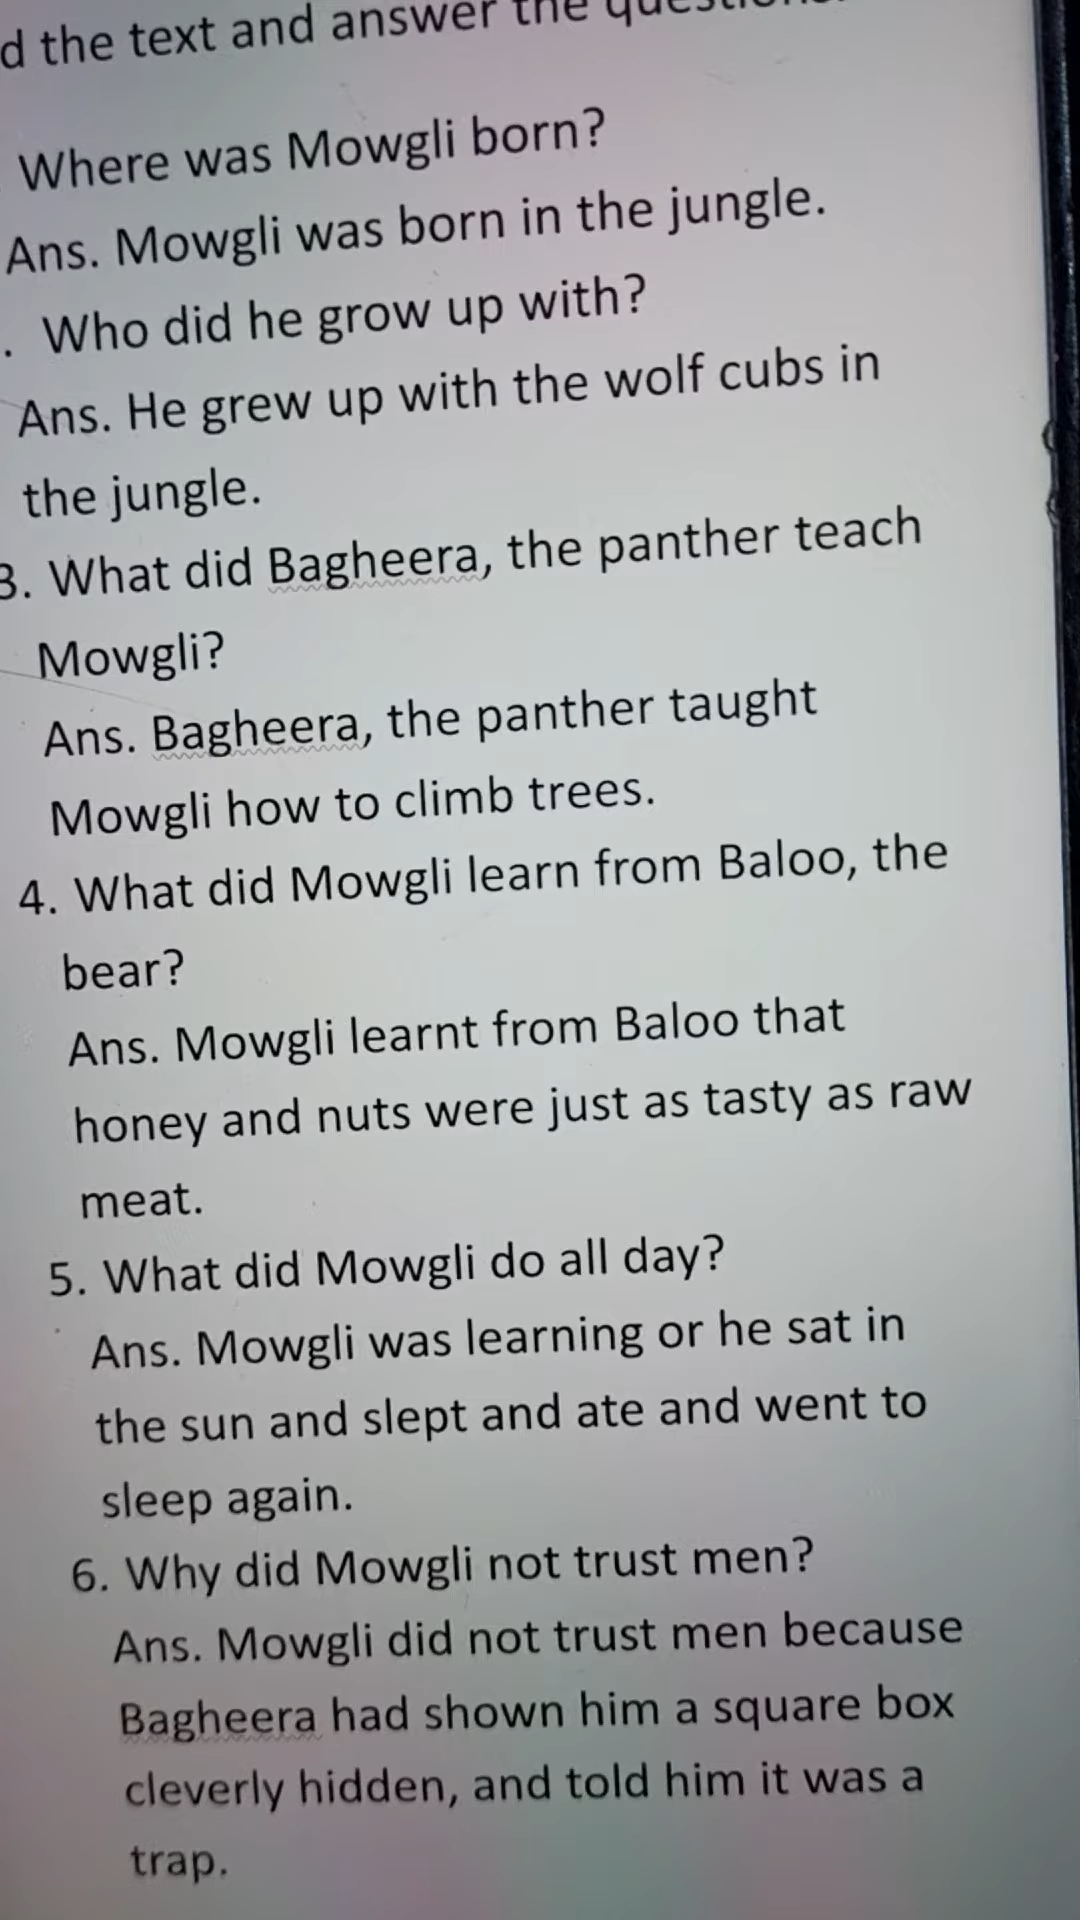 d the text and answer the
Where was Mowgli born?
Ans. Mowgli was born in the jungle.
. Who did he grow up with?
Ans. He grew up with the wolf cubs in
the jungle.
3. What did Bagheera, the panther teach
Mowgli?
Ans. Bagheera, the panther taught
Mowgli how to climb trees.
4. What did Mowgli learn from Baloo, the
bear?
Ans. Mowgli learnt from Baloo that
honey and nuts were just as tasty as raw
meat.
5. What did Mowgli do all day?
Ans. Mowgli was learning or he sat in
the sun and slept and ate and went to
sleep again.
6. Why did Mowgli not trust men?
Ans. Mowgli did not trust men because
Bagheera had shown him a square box
cleverly hidden, and told him it was a
trap.